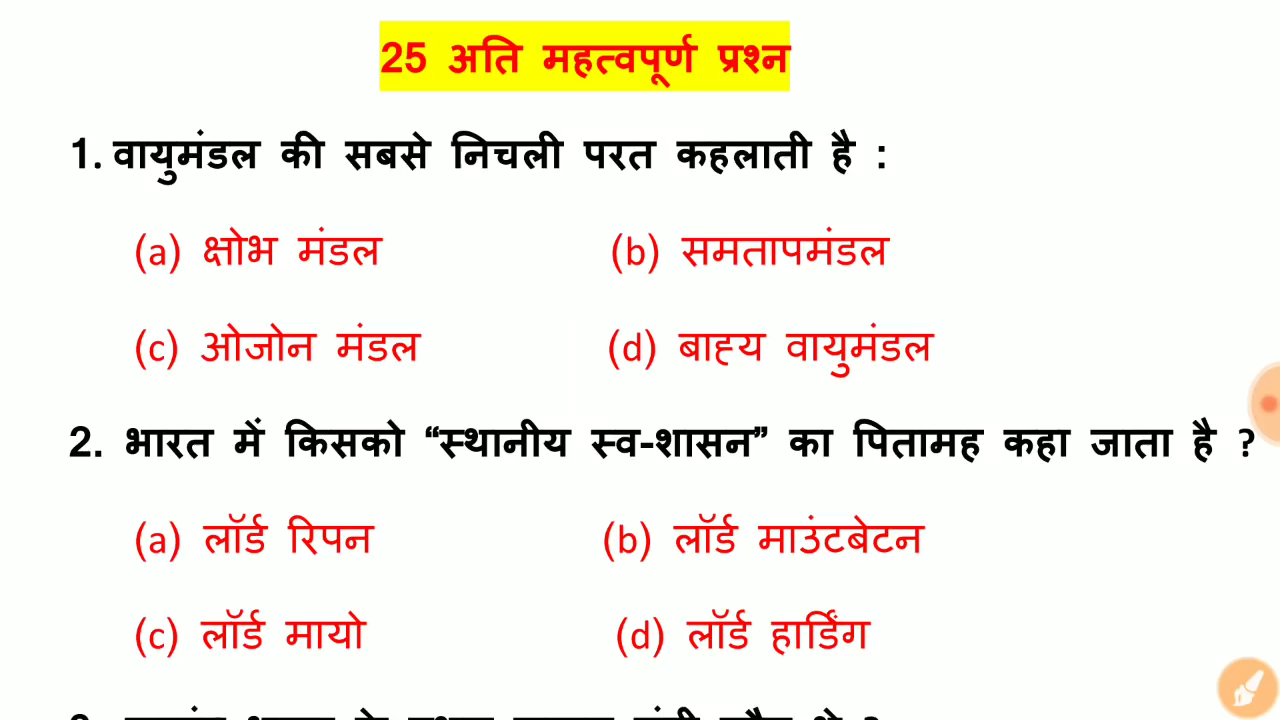 25 अति महत्वपूर्ण प्रश्न
1. वायुमंडल की सबसे निचली परत कहलाती है :
(a) क्षोभ मंडल (b) समतापमंडल
(c) ओजोन मंडल (d) बाह्य वायुमंडल
2. भारत में किसको “स्थानीय स्व-शासन” का पितामह कहा जाता है ?
(a) लॉर्ड रिपन (b) लॉर्ड माउंटबेटन
(c) लॉर्ड मायो (d) लॉर्ड हार्डिंग